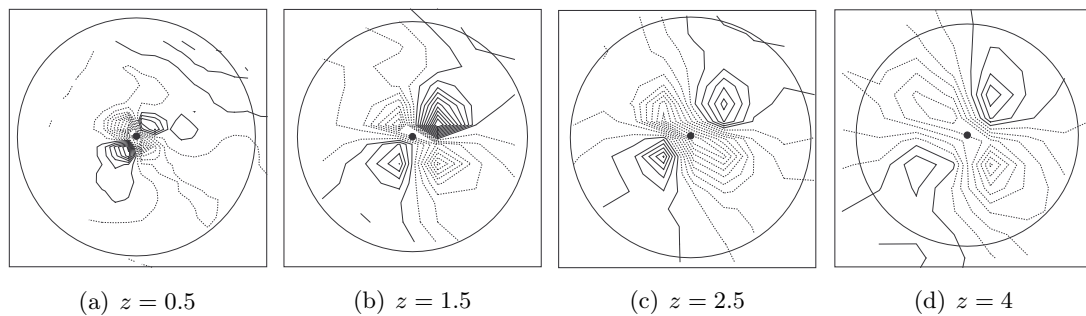 (a) z = 0.5
(b) z = 1.5
(c) z = 2.5
(d) z = 4